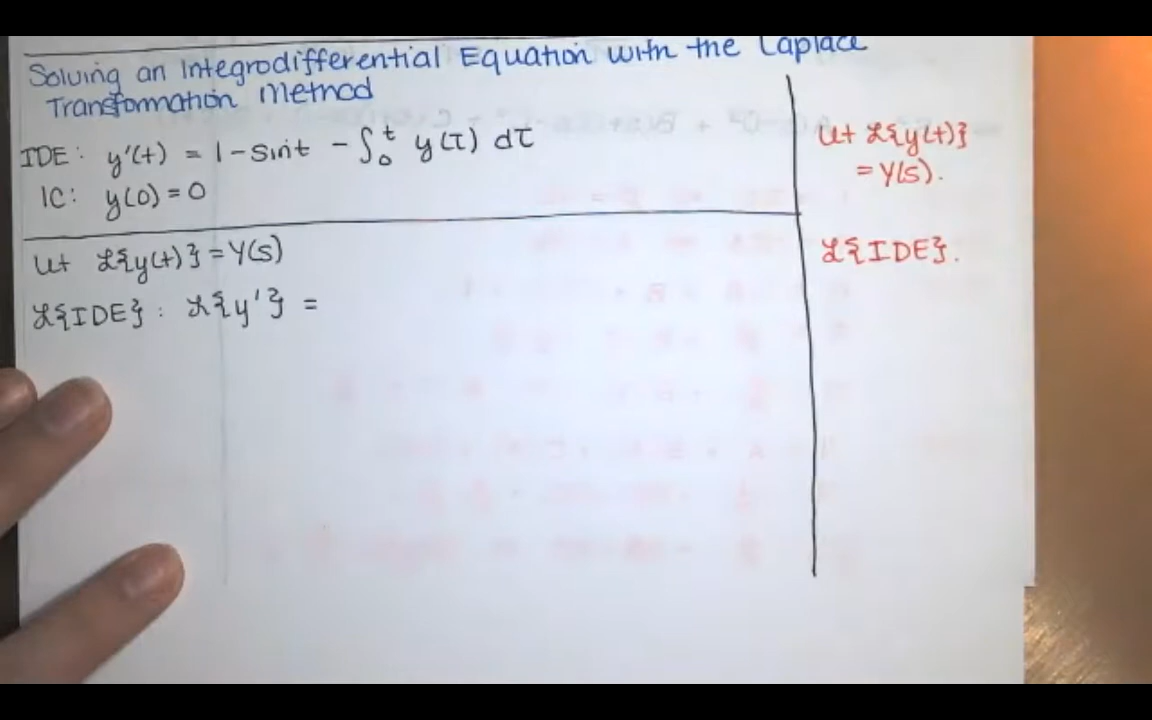 Solving an Integrodifferential Equation with the Laplace
Transformation Method
IDE: y'(t) = 1 - sint - ∫₀ᵗ y(τ) dτ
IC: y(0) = 0
Let ℒ{y(t)} = Y(s)
ℒ{IDE}: ℒ{y'} =
Let ℒ{y(t)}
= Y(s).
ℒ{IDE}.